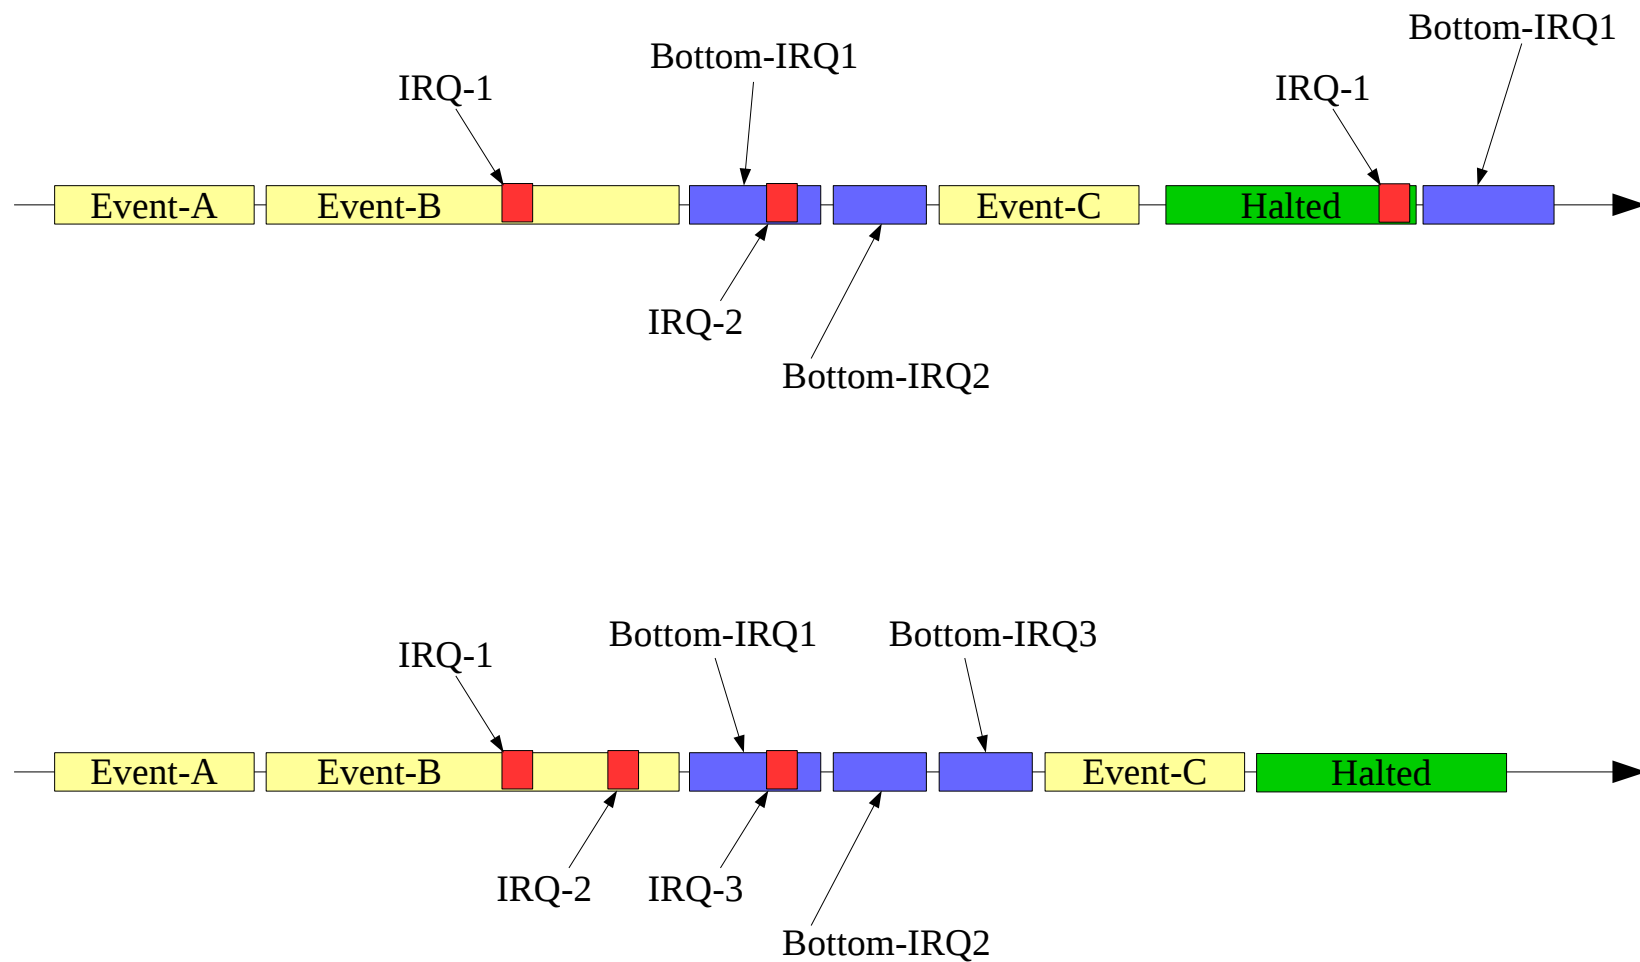 Bottom-IRQ1
Bottom-IRQ1
IRQ-1
IRQ-1
Event-A
Event-B
Event-C
Halted
IRQ-2
Bottom-IRQ2
Bottom-IRQ1
Bottom-IRQ3
IRQ-1
Event-A
Event-B
Event-C
Halted
IRQ-2
IRQ-3
Bottom-IRQ2